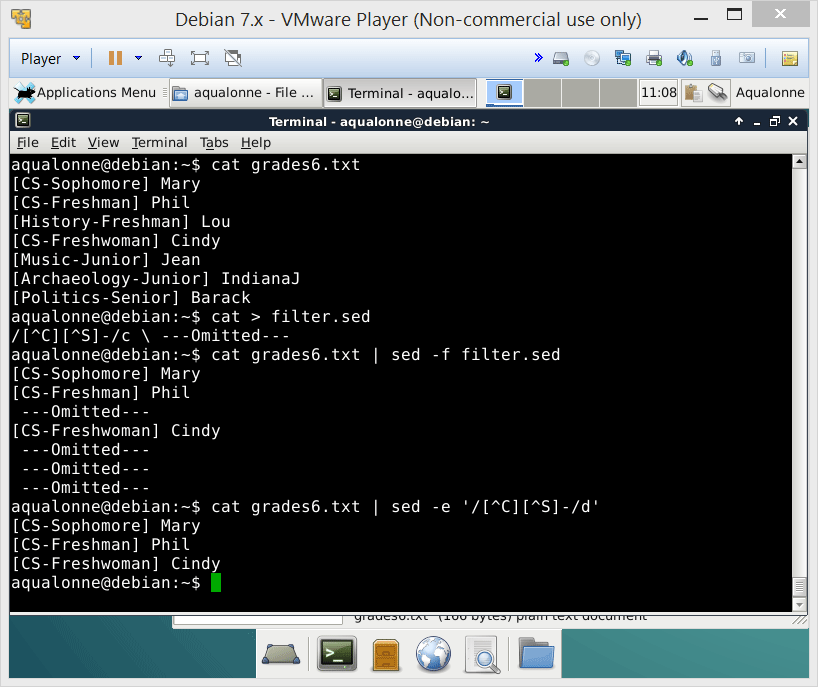 Debian 7.x - VMware Player (Non-commercial use only)
Player
Applications Menu
aqualonne - File ...
Terminal - aqualo...
11:08
Aqualonne
Terminal - aqualonne@debian: ~
File Edit View Terminal Tabs Help
aqualonne@debian:~$ cat grades6.txt
[CS-Sophomore] Mary
[CS-Freshman] Phil
[History-Freshman] Lou
[CS-Freshwoman] Cindy
[Music-Junior] Jean
[Archaeology-Junior] IndianaJ
[Politics-Senior] Barack
aqualonne@debian:~$ cat > filter.sed
/[^C][^S]-/c \ ---Omitted---
aqualonne@debian:~$ cat grades6.txt | sed -f filter.sed
[CS-Sophomore] Mary
[CS-Freshman] Phil
 ---Omitted---
[CS-Freshwoman] Cindy
 ---Omitted---
 ---Omitted---
 ---Omitted---
aqualonne@debian:~$ cat grades6.txt | sed -e '/[^C][^S]-/d'
[CS-Sophomore] Mary
[CS-Freshman] Phil
[CS-Freshwoman] Cindy
aqualonne@debian:~$
"grades6.txt" (166 bytes) plain text document